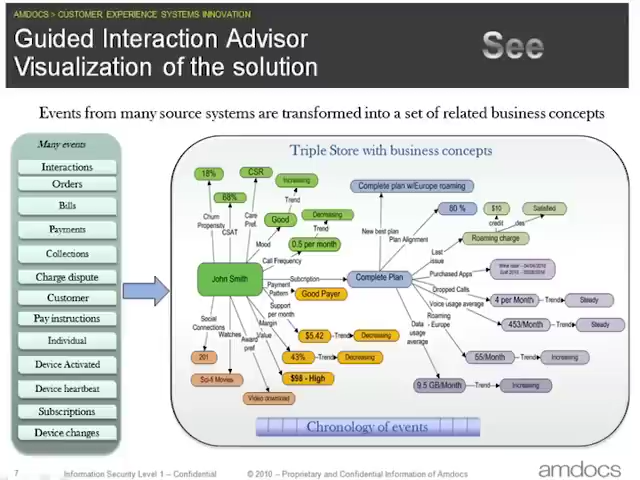 AMDOCS > CUSTOMER EXPERIENCE SYSTEMS INNOVATION
Guided Interaction Advisor
Visualization of the solution
See
Events from many source systems are transformed into a set of related business concepts
Many events
Interactions
Orders
Bills
Payments
Collections
Charge dispute
Customer
Pay instructions
Individual
Device Activated
Device heartbeat
Subscriptions
Device changes
Triple Store with business concepts
18%
CSR
Increasing
68%
Trend
Churn
Propensity
CSAT
Care
Pref.
Good
Decreasing
Trend
Mood
0.5 per month
Call Frequency
John Smith
Subcription
Complete Plan
Payment
Pattern
Good Payer
Support
per month
Margin
Value
Social
Connections
Watches
Award
pref
$5.42
Trend
Decreasing
201
43%
Trend
Decreasing
Sci-5 Movies
$98 - High
Video download
Complete plan w/Europe roaming
80 %
$10
Satisfied
credit
New best plan
Plan Alignment
Roaming charge
Last
issue
Purchased Apps
Dropped Calls
4 per Month
Trend
Steady
Voice usage average
453/Month
Trend
Steady
Roaming
- Europe
Data
usage
average
55/Month
Trend
Increasing
9.5 GB/Month
Trend
Increasing
Chronology of events
7
Information Security Level 1 – Confidential
© 2010 – Proprietary and Confidential Information of Amdocs
amdocs